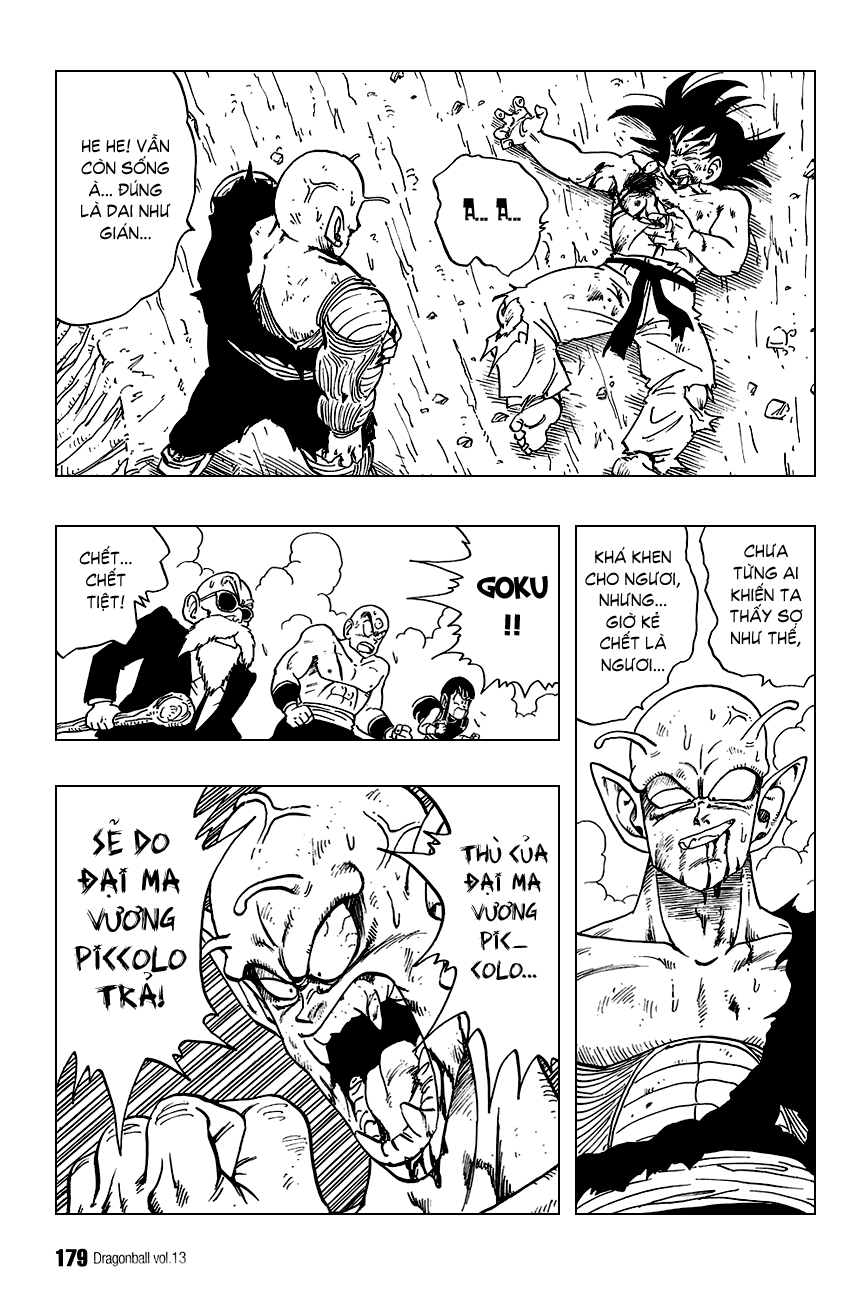 HE HE! VẪN
CÒN SỐNG
À... ĐÚNG
LÀ DAI NHƯ
GIÁN...
Ä... Ä...
CHẾT...
CHẾT
TIỆT!
GOKU
!!
CHƯA
TỪNG AI
KHIẾN TA
THẤY SỢ
NHƯ THẾ,
KHÁ KHEN
CHO NGƯƠI,
NHƯNG...
GIỜ KẺ
CHẾT LÀ
NGƯƠI...
THÙ CỦA
ĐẠI MA
VƯƠNG
PIC_
COLO...
SẼ DO
ĐẠI MA
VƯƠNG
PICCOLO
TRẢ!
179 Dragonball vol.13